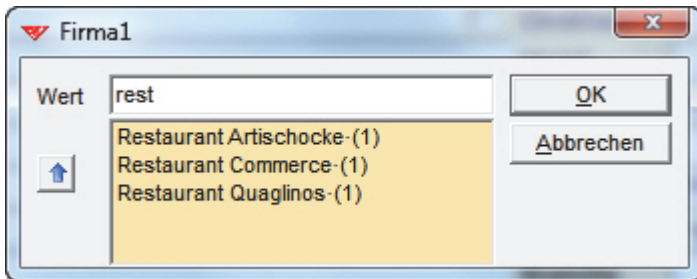 Firma1
Wert
rest
OK
Restaurant Artischocke-(1)
Restaurant Commerce-(1)
Restaurant Quaglinos-(1)
Abbrechen